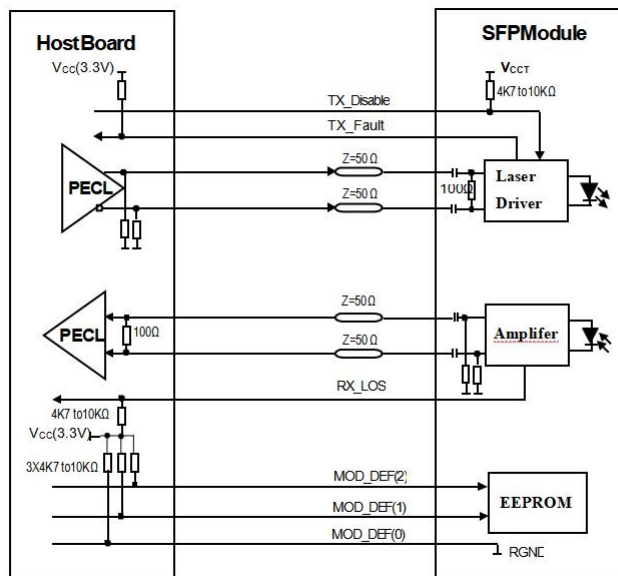 HostBoard
SFPModule
VCC(3.3V)
VCCT
4K7 to10KΩ
TX_Disable
TX_Fault
Z=50Ω
PECL
100Ω
Laser
Driver
Z=50Ω
Z=50Ω
PECL
100Ω
Amplifer
Z=50Ω
RX_LOS
4K7 to10KΩ
VCC(3.3V)
3X4K7 to10KΩ
MOD_DEF(2)
MOD_DEF(1)
EEPROM
MOD_DEF(0)
RGND